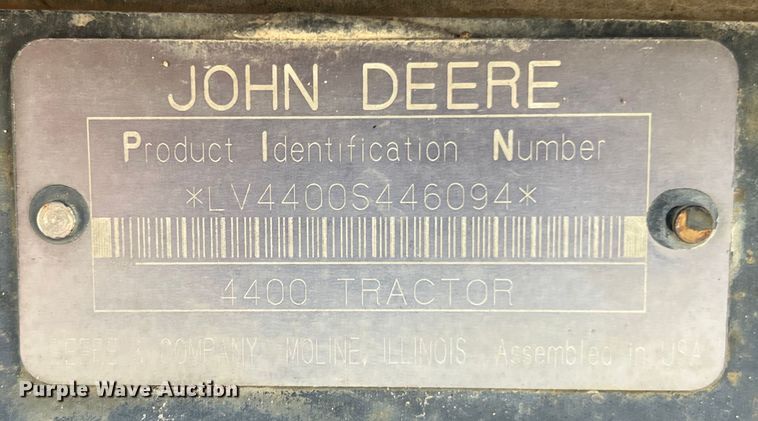 JOHN DEERE
Product Identification Number
*LV4400S446094*
4400 TRACTOR
DEERE & COMPANY MOLINE, ILLINOIS Assembled in USA
Purple Wave Auction